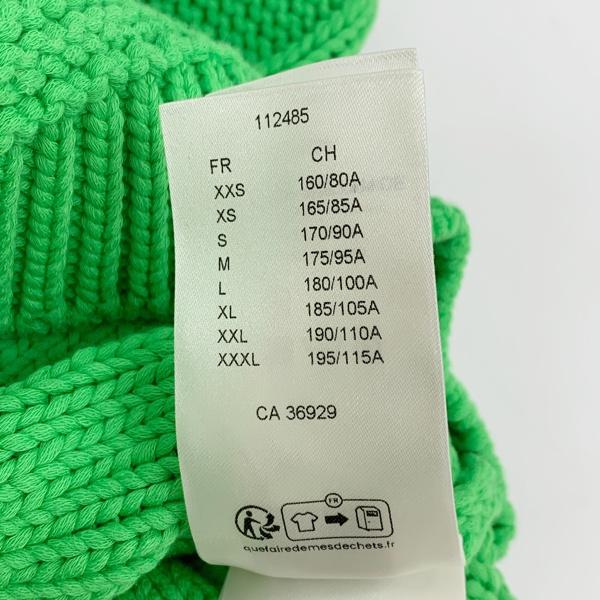 112485
FR CH
XXS 160/80A
XS 165/85A
S 170/90A
M 175/95A
L 180/100A
XL 185/105A
XXL 190/110A
XXXL 195/115A
CA 36929
FR
quefairedemesdechets.fr